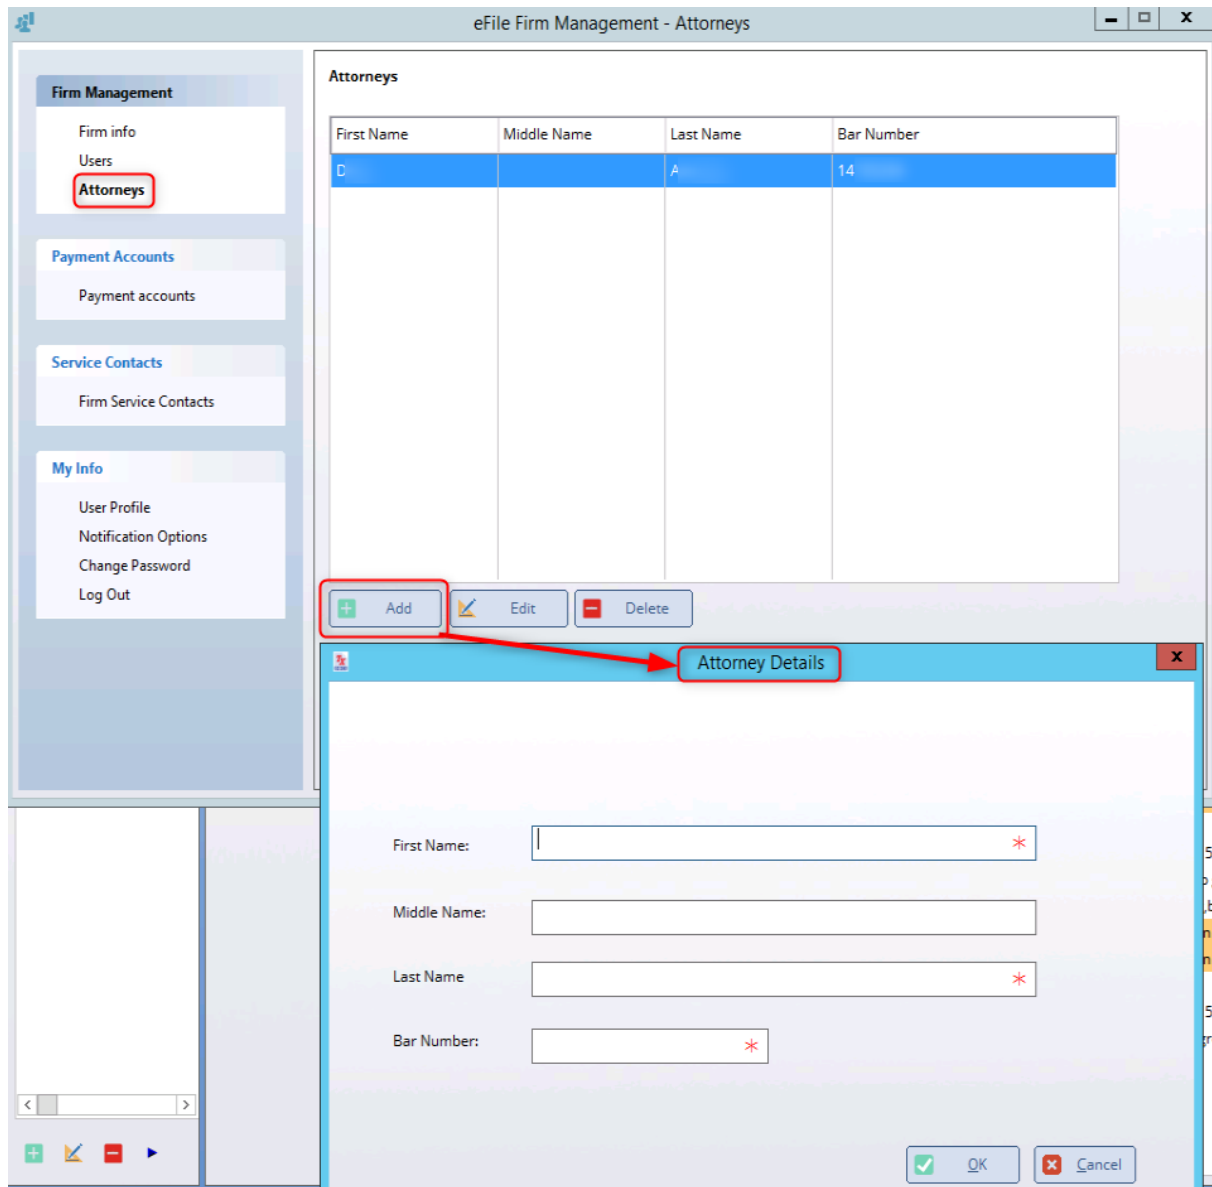 eFile Firm Management - Attorneys
Firm Management
Firm info
Users
Attorneys
Payment Accounts
Payment accounts
Service Contacts
Firm Service Contacts
My Info
User Profile
Notification Options
Change Password
Log Out
Attorneys
First Name Middle Name Last Name Bar Number
D A 14
Add Edit Delete
Attorney Details
First Name: *
Middle Name:
Last Name *
Bar Number: *
OK Cancel